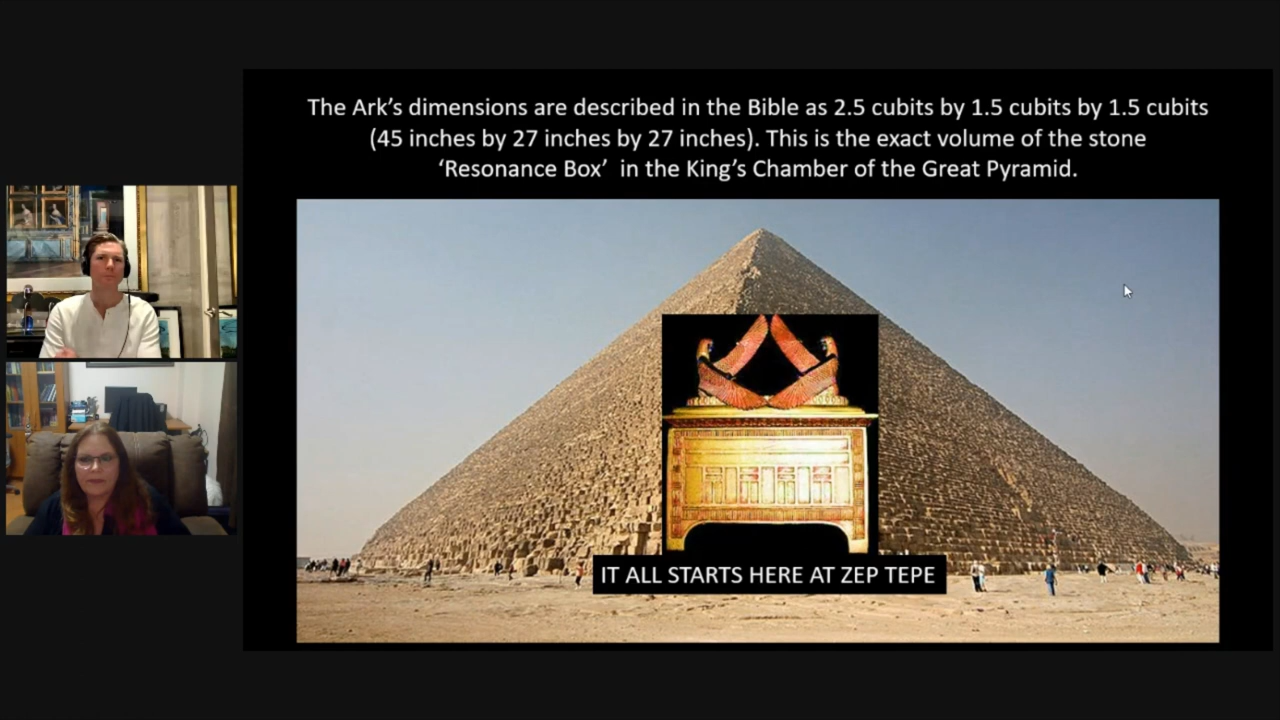 The Ark’s dimensions are described in the Bible as 2.5 cubits by 1.5 cubits by 1.5 cubits
(45 inches by 27 inches by 27 inches). This is the exact volume of the stone
‘Resonance Box’  in the King’s Chamber of the Great Pyramid.
IT ALL STARTS HERE AT ZEP TEPE